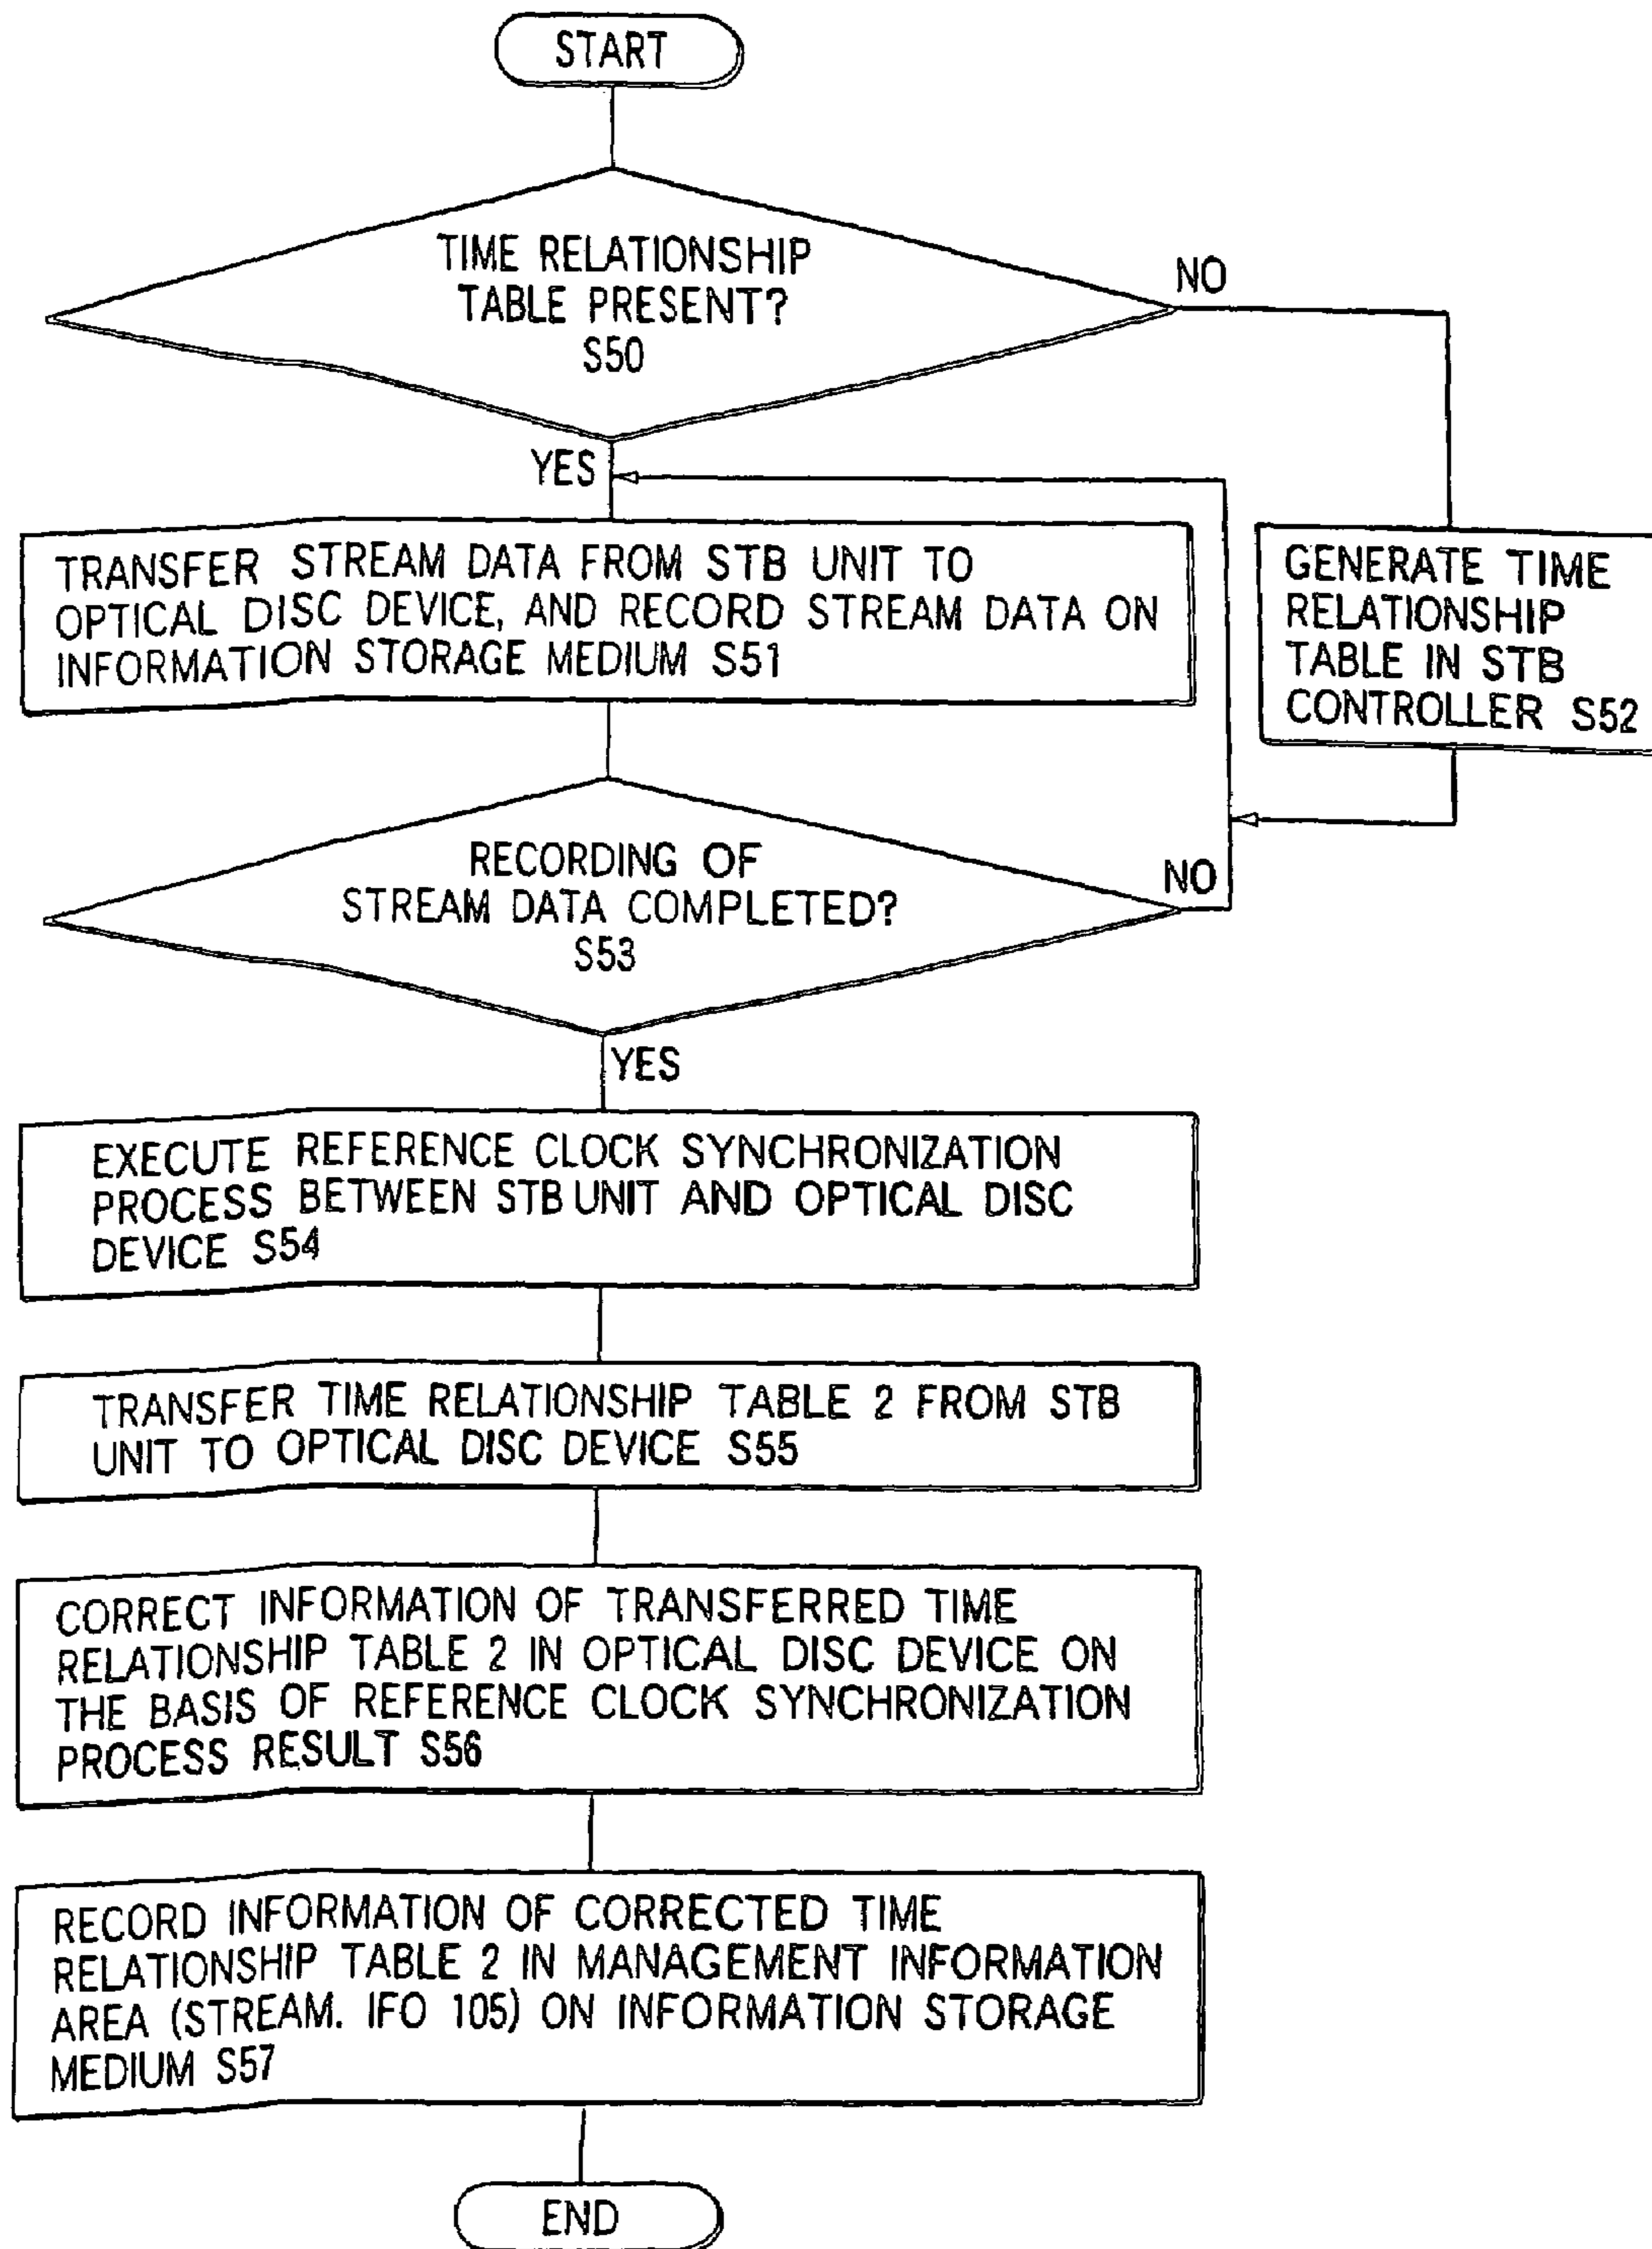 START
TIME RELATIONSHIP
TABLE PRESENT?
S50
NO
YES
TRANSFER STREAM DATA FROM STB UNIT TO
OPTICAL DISC DEVICE, AND RECORD STREAM DATA ON
INFORMATION STORAGE MEDIUM S51
GENERATE TIME
RELATIONSHIP
TABLE IN STB
CONTROLLER S52
RECORDING OF
STREAM DATA COMPLETED?
S53
NO
YES
EXECUTE REFERENCE CLOCK SYNCHRONIZATION
PROCESS BETWEEN STB UNIT AND OPTICAL DISC
DEVICE S54
TRANSFER TIME RELATIONSHIP TABLE 2 FROM STB
UNIT TO OPTICAL DISC DEVICE S55
CORRECT INFORMATION OF TRANSFERRED TIME
RELATIONSHIP TABLE 2 IN OPTICAL DISC DEVICE ON
THE BASIS OF REFERENCE CLOCK SYNCHRONIZATION
PROCESS RESULT S56
RECORD INFORMATION OF CORRECTED TIME
RELATIONSHIP TABLE 2 IN MANAGEMENT INFORMATION
AREA (STREAM. IFO 105) ON INFORMATION STORAGE
MEDIUM S57
END